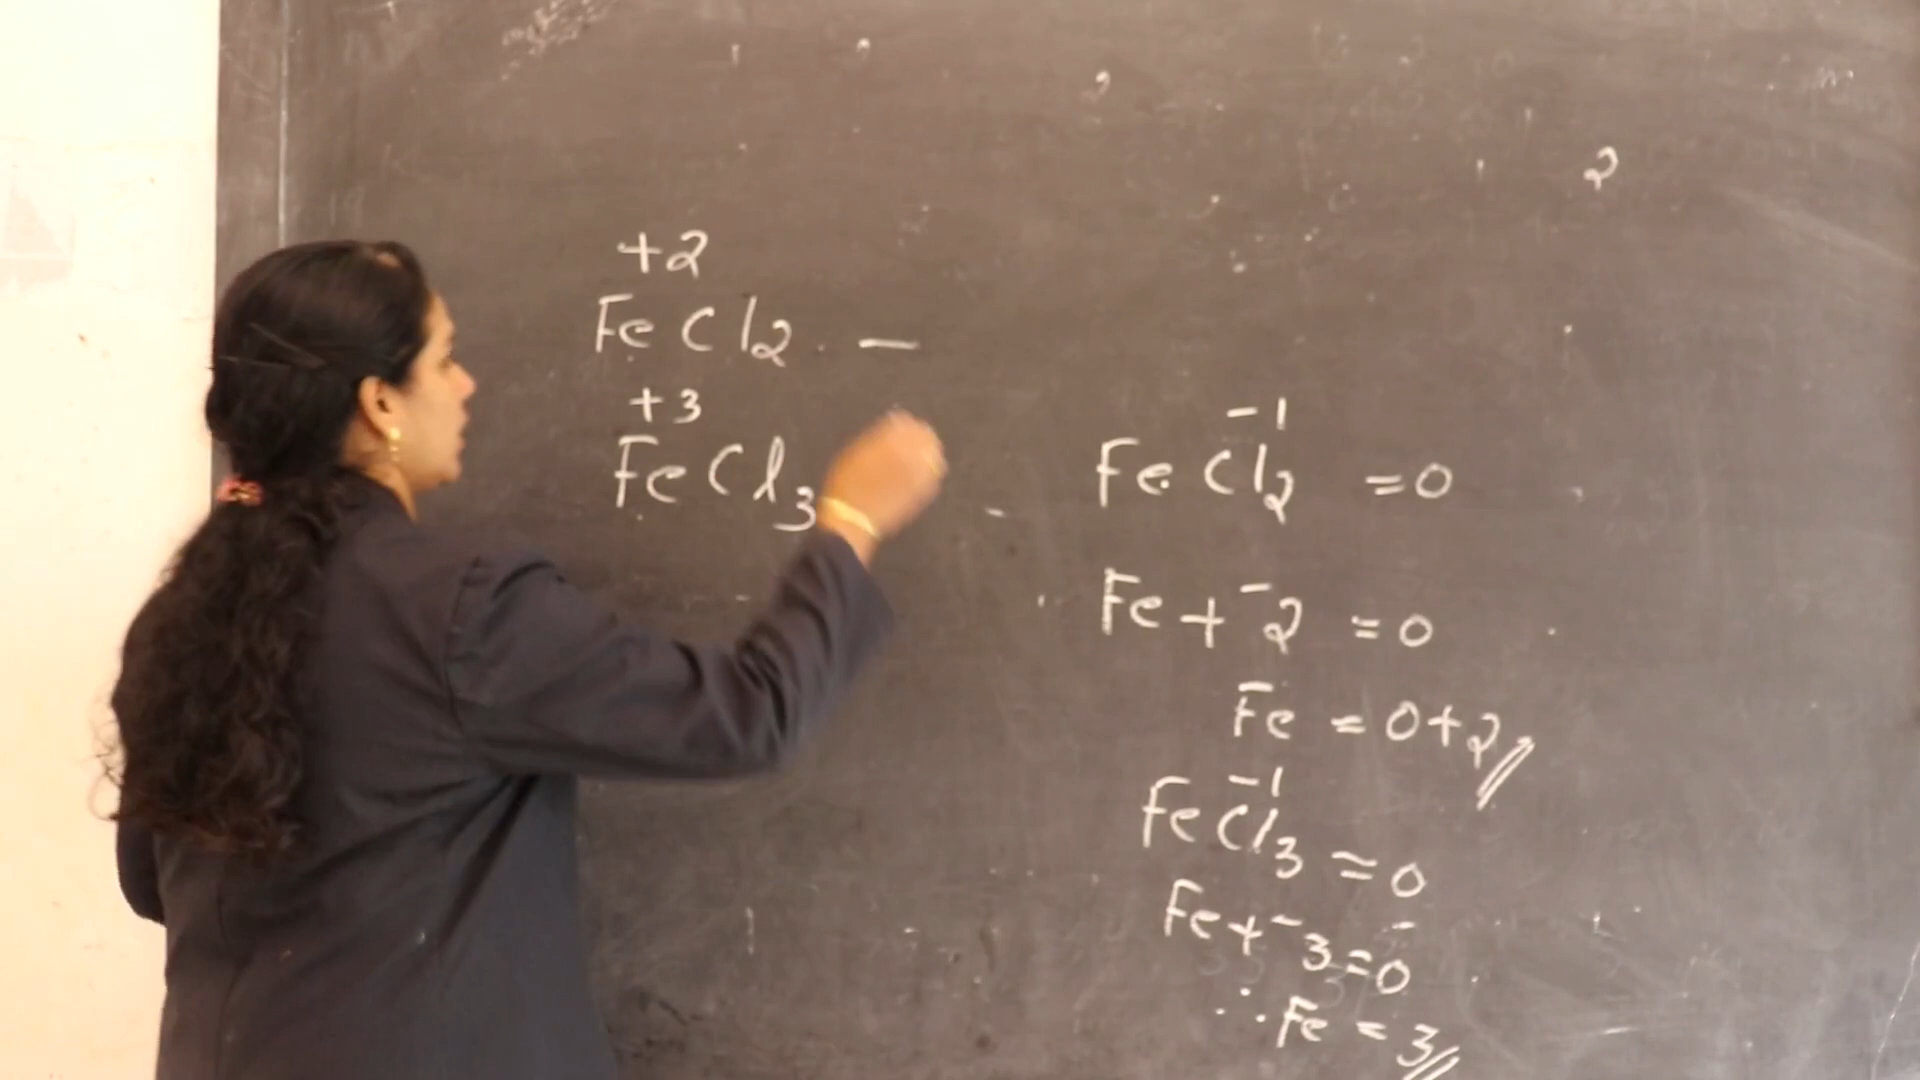 2
+2
FeCl2 –
+3
FeCl3
-1
FeCl2 = 0
Fe + -2 = 0
Fe = 0+2
-1
FeCl3 = 0
Fe + -3 = 0
∴ Fe = 3